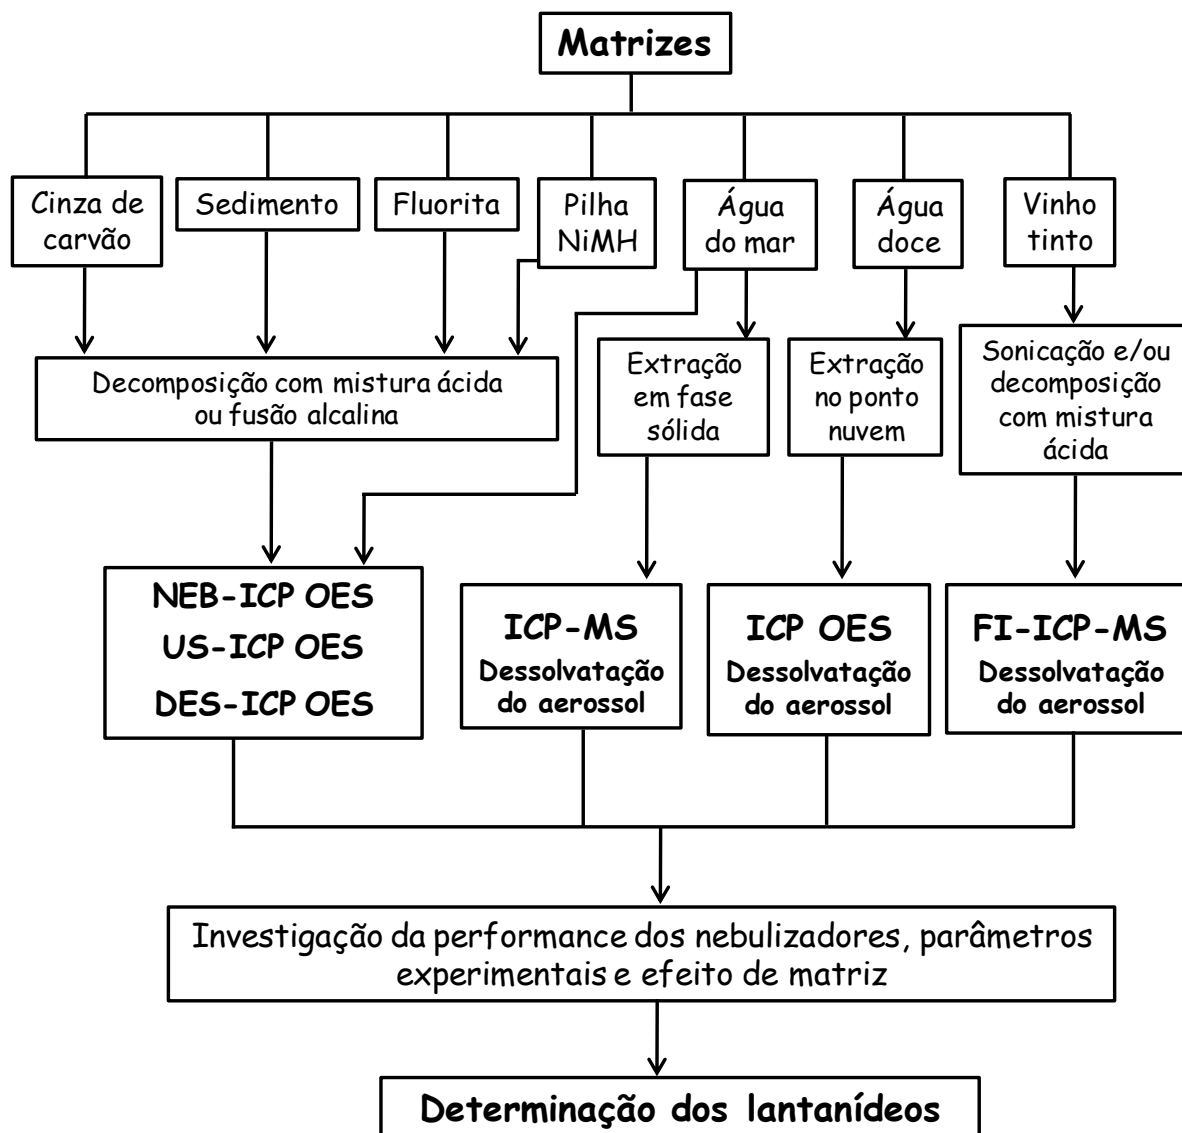 Matrizes
Cinza de
carvão
Sedimento
Fluorita
Pilha
NiMH
Água
do mar
Água
doce
Vinho
tinto
Decomposição com mistura ácida
ou fusão alcalina
Extração
em fase
sólida
Extração
no ponto
nuvem
Sonicação e/ou
decomposição
com mistura
ácida
NEB-ICP OES
US-ICP OES
DES-ICP OES
ICP-MS
Dessolvatação
do aerossol
ICP OES
Dessolvatação
do aerossol
FI-ICP-MS
Dessolvatação
do aerossol
Investigação da performance dos nebulizadores, parâmetros
experimentais e efeito de matriz
Determinação dos lantanídeos